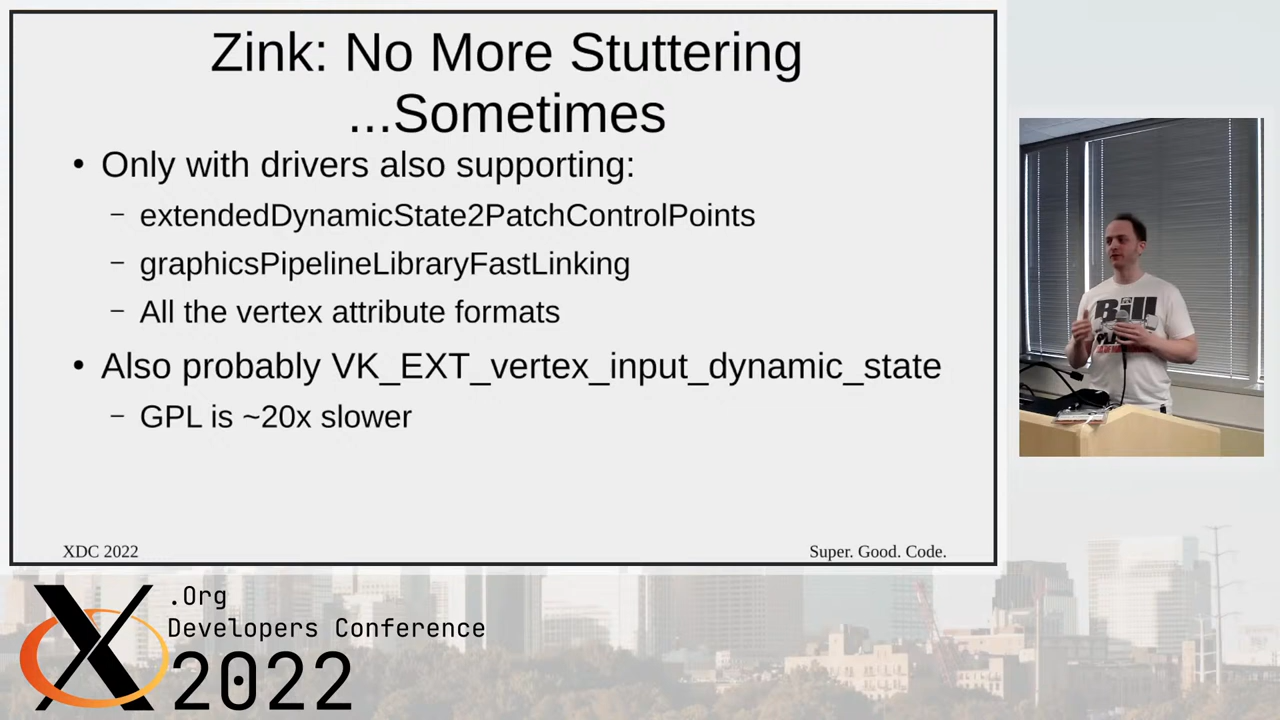 Zink: No More Stuttering
...Sometimes
• Only with drivers also supporting:
– extendedDynamicState2PatchControlPoints
– graphicsPipelineLibraryFastLinking
– All the vertex attribute formats
• Also probably VK_EXT_vertex_input_dynamic_state
– GPL is ~20x slower
XDC 2022
Super. Good. Code.
Bill
X
.Org
Developers Conference
2022